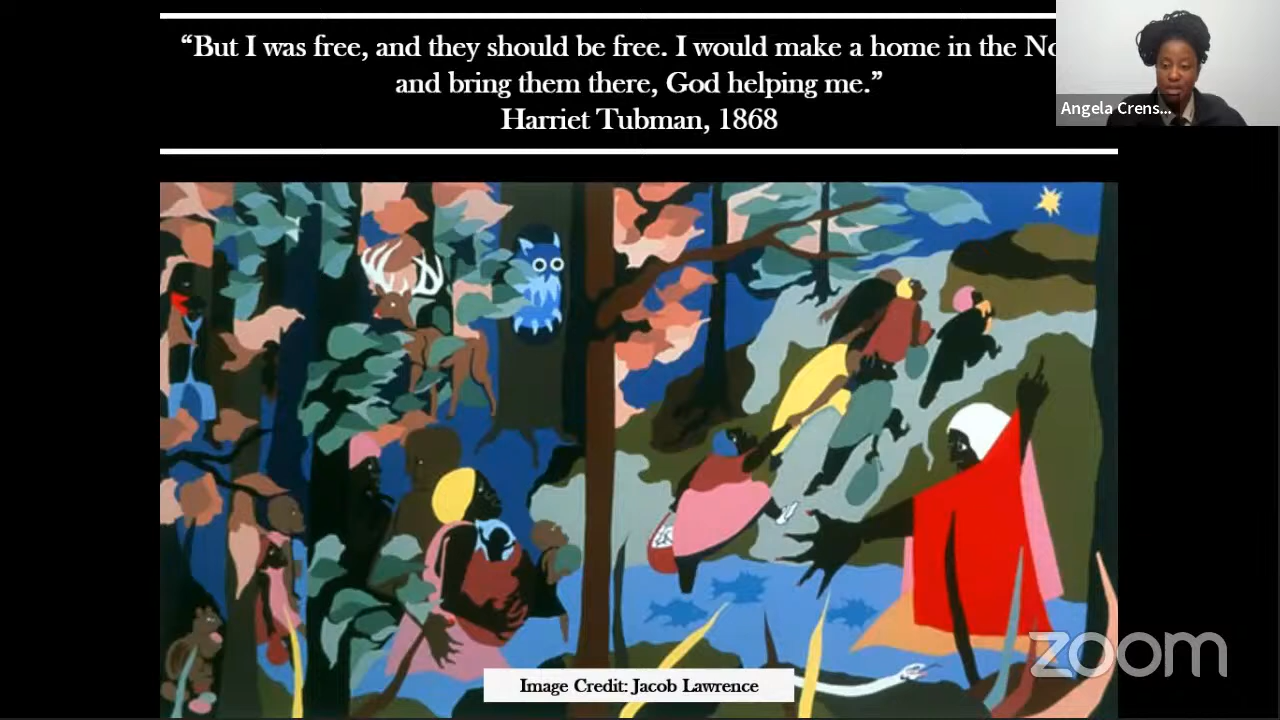 “But I was free, and they should be free. I would make a home in the
and bring them there, God helping me.”
Harriet Tubman, 1868
Angela Crens...
Image Credit: Jacob Lawrence
zoom